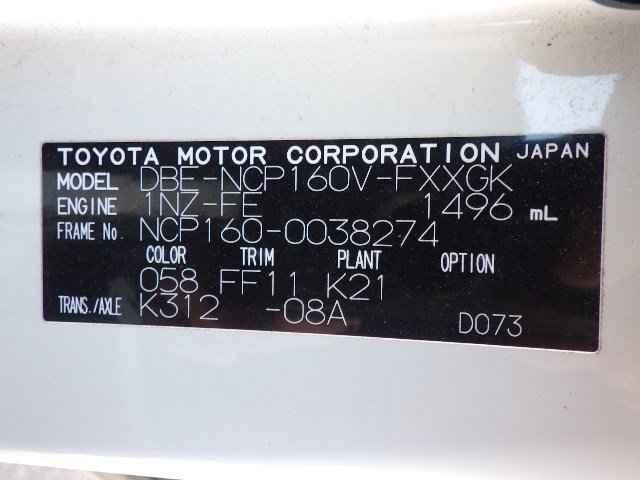 TOYOTA MOTOR CORPORATION JAPAN
MODEL DBE-NCP160V-FXXGK
ENGINE 1NZ-FE 1496 mL
FRAME No. NCP160-0038274
COLOR TRIM PLANT OPTION
058 FF11 K21
TRANS./AXLE K312 -08A D073